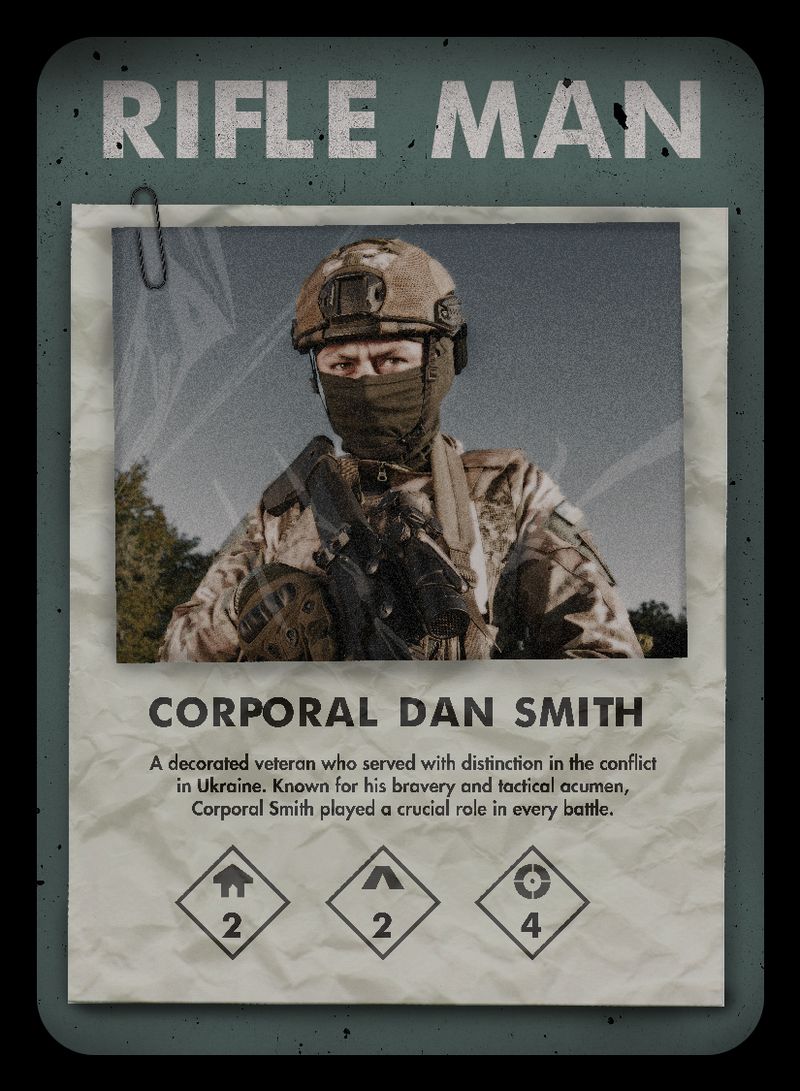 RIFLE MAN
CORPORAL DAN SMITH
A decorated veteran who served with distinction in the conflict
in Ukraine. Known for his bravery and tactical acumen,
Corporal Smith played a crucial role in every battle.
2 2 4